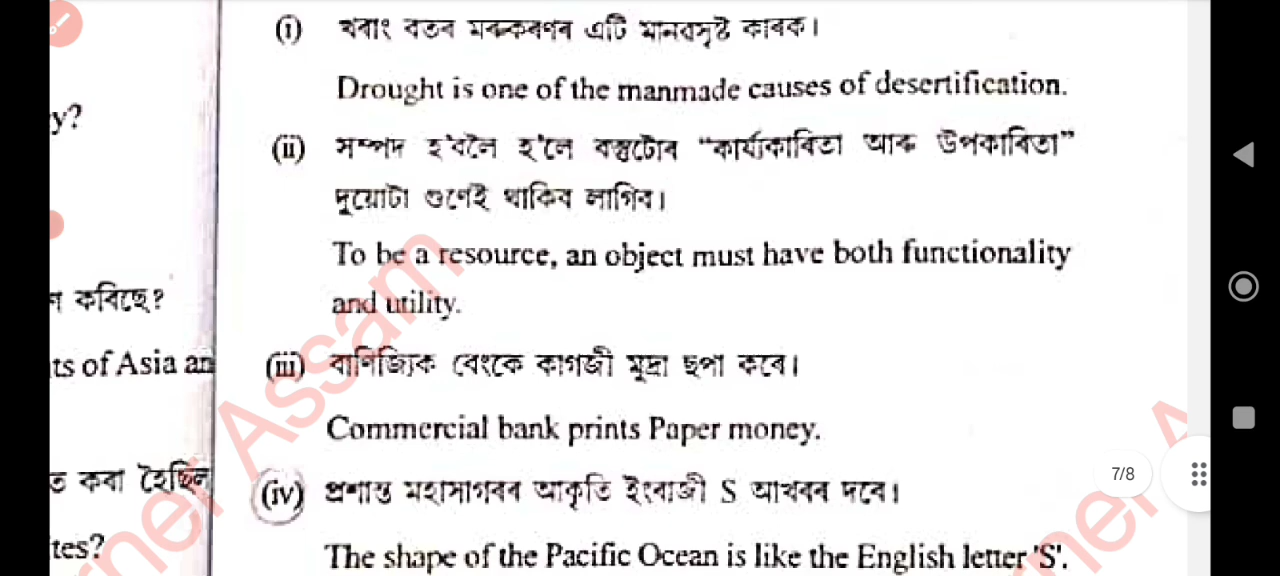 (i) খৰাং বতৰ মৰুকৰণৰ এটি মানৱসৃষ্ট কাৰক।
Drought is one of the manmade causes of desertification.
y?
(ii) সম্পদ হ'বলৈ হ'লে বস্তুটোৰ “কাৰ্য্যকাৰিতা আৰু উপকাৰিতা”
দুয়োটা গুণেই থাকিব লাগিব।
To be a resource, an object must have both functionality
কৰিছে?
and utility.
ts of Asia an
(iii) বাণিজ্যিক বেংকে কাগজী মুদ্ৰা ছপা কৰে।
Commercial bank prints Paper money.
ত কৰা হৈছিল
(iv) প্ৰশান্ত মহাসাগৰৰ আকৃতি ইংৰাজী S আখৰৰ দৰে।
tes?
The shape of the Pacific Ocean is like the English letter 'S'.
7/8
ner Assam